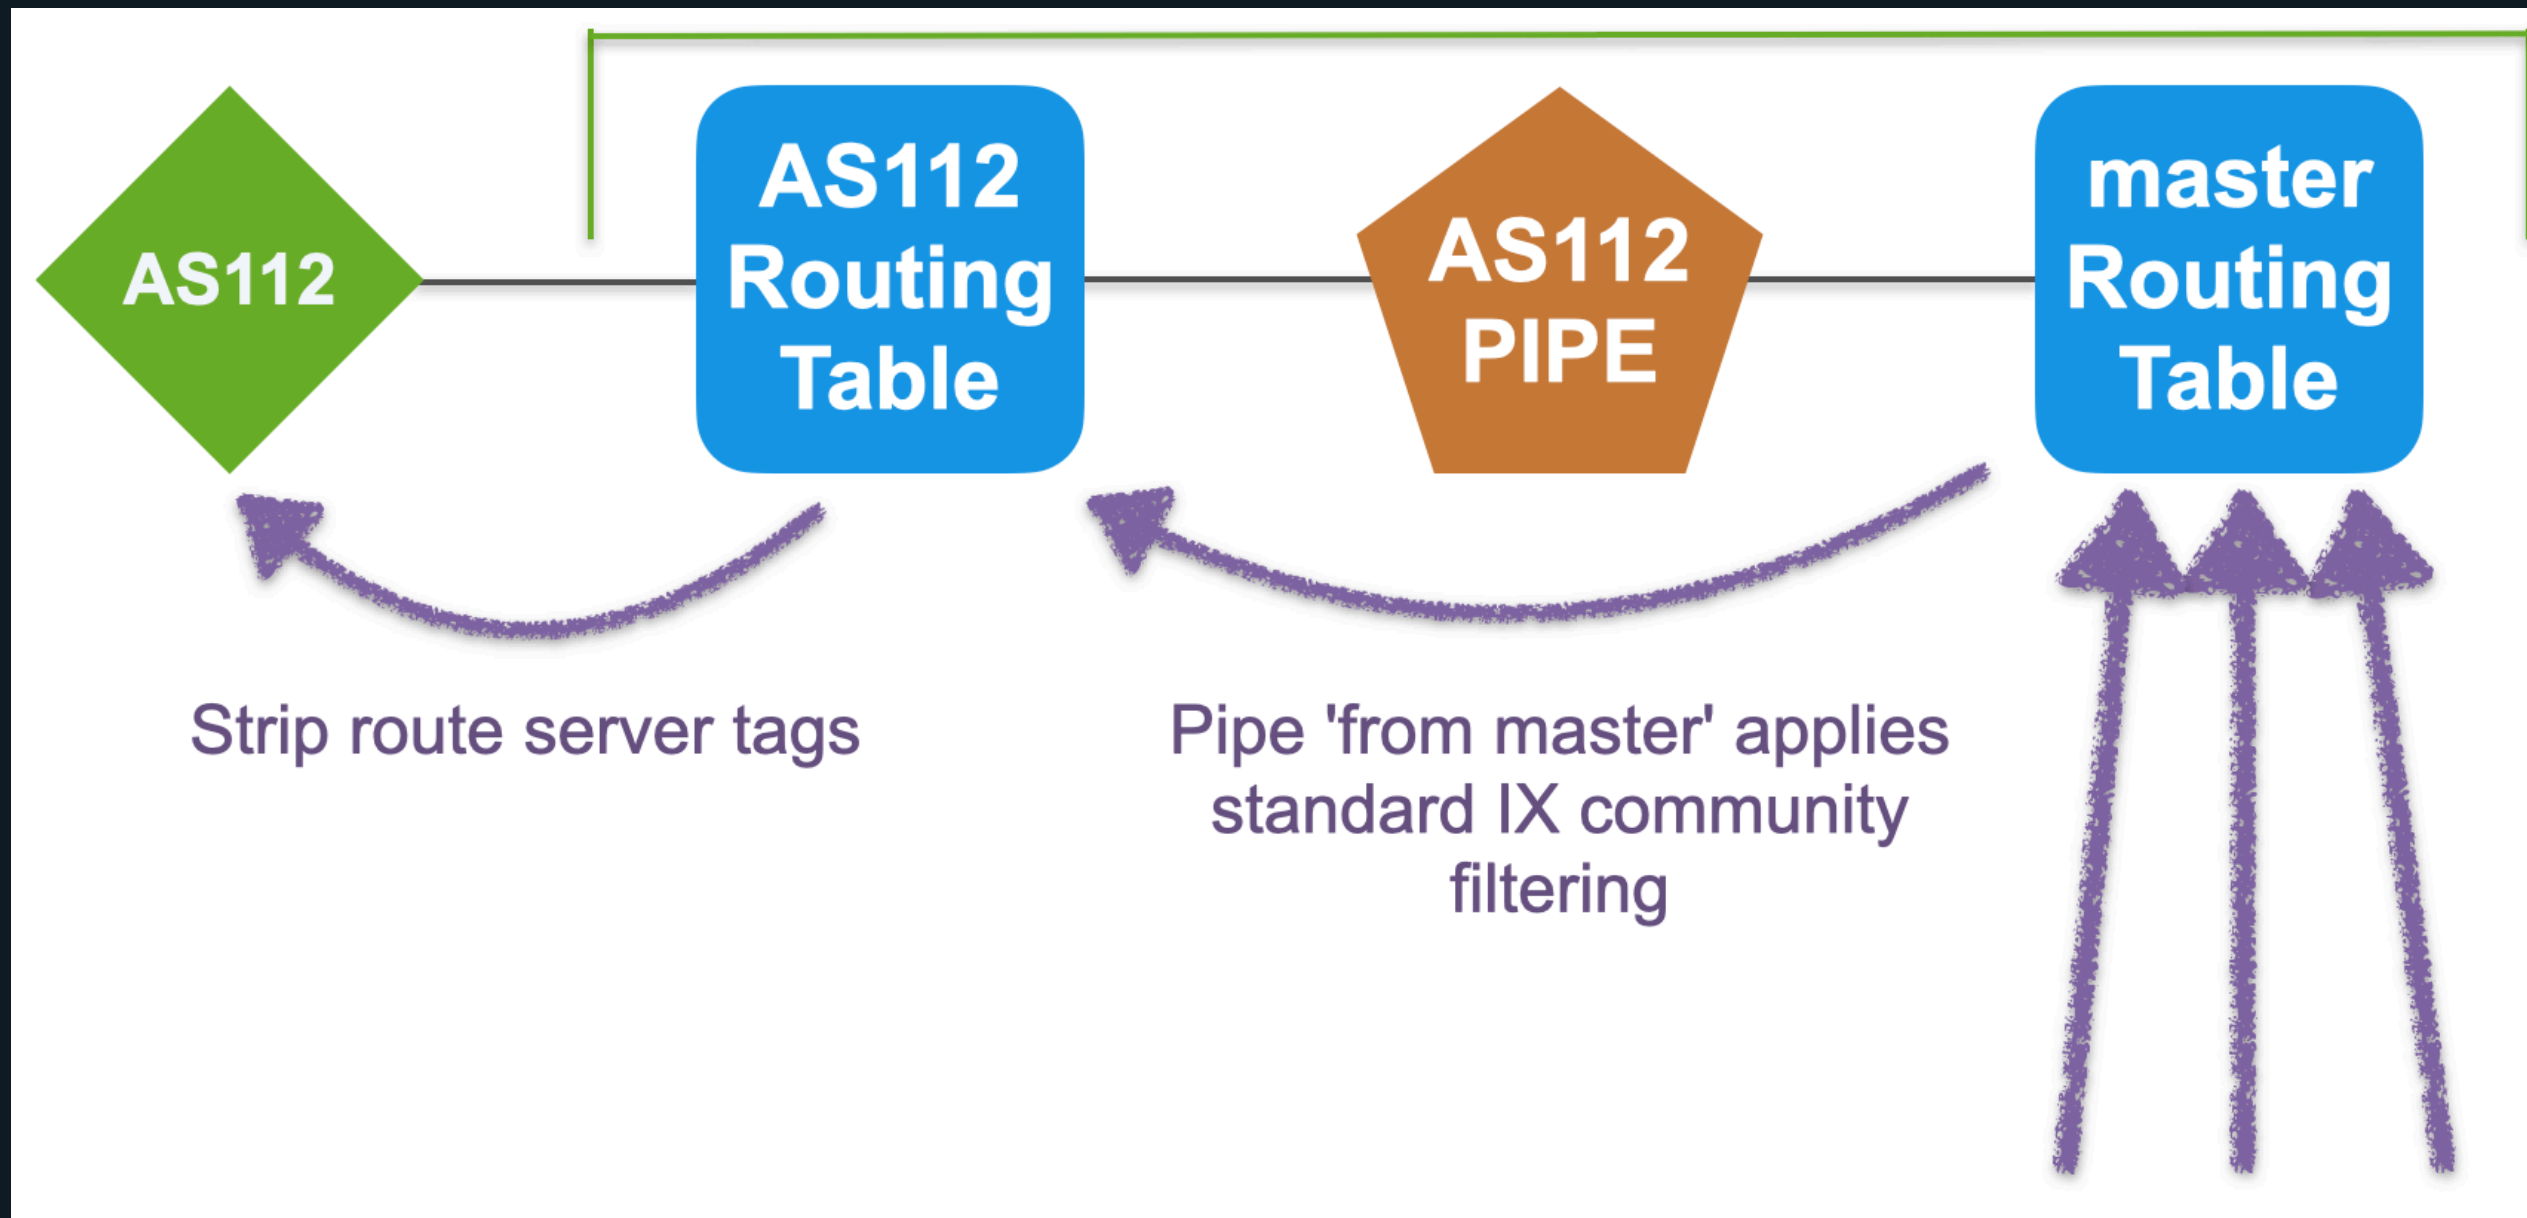 AS112
AS112
Routing
Table
AS112
PIPE
master
Routing
Table
Strip route server tags
Pipe 'from master' applies
standard IX community
filtering